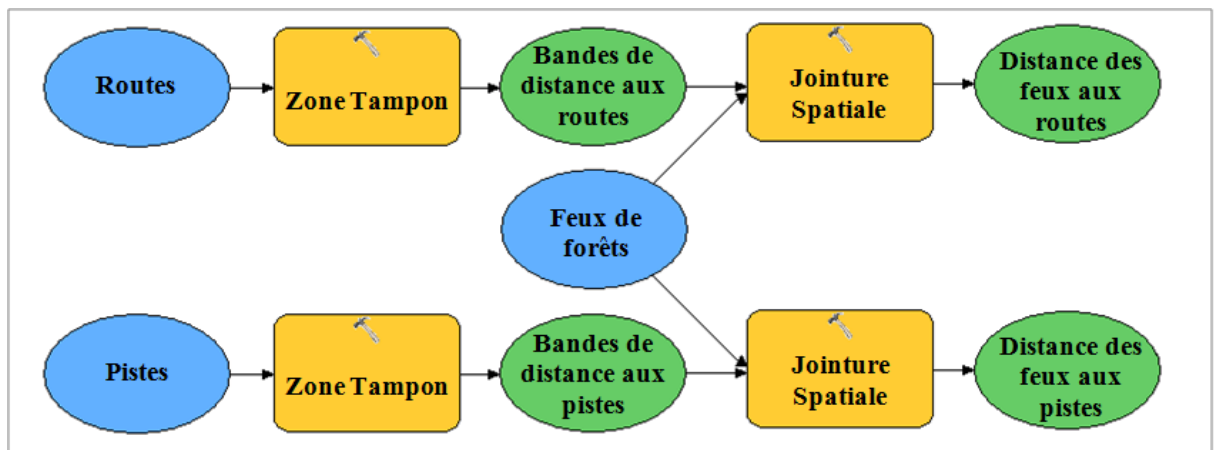 Routes
Zone Tampon
Bandes de
distance aux
routes
Jointure
Spatiale
Distance des
feux aux
routes
Feux de
forêts
Pistes
Zone Tampon
Bandes de
distance aux
pistes
Jointure
Spatiale
Distance des
feux aux
pistes